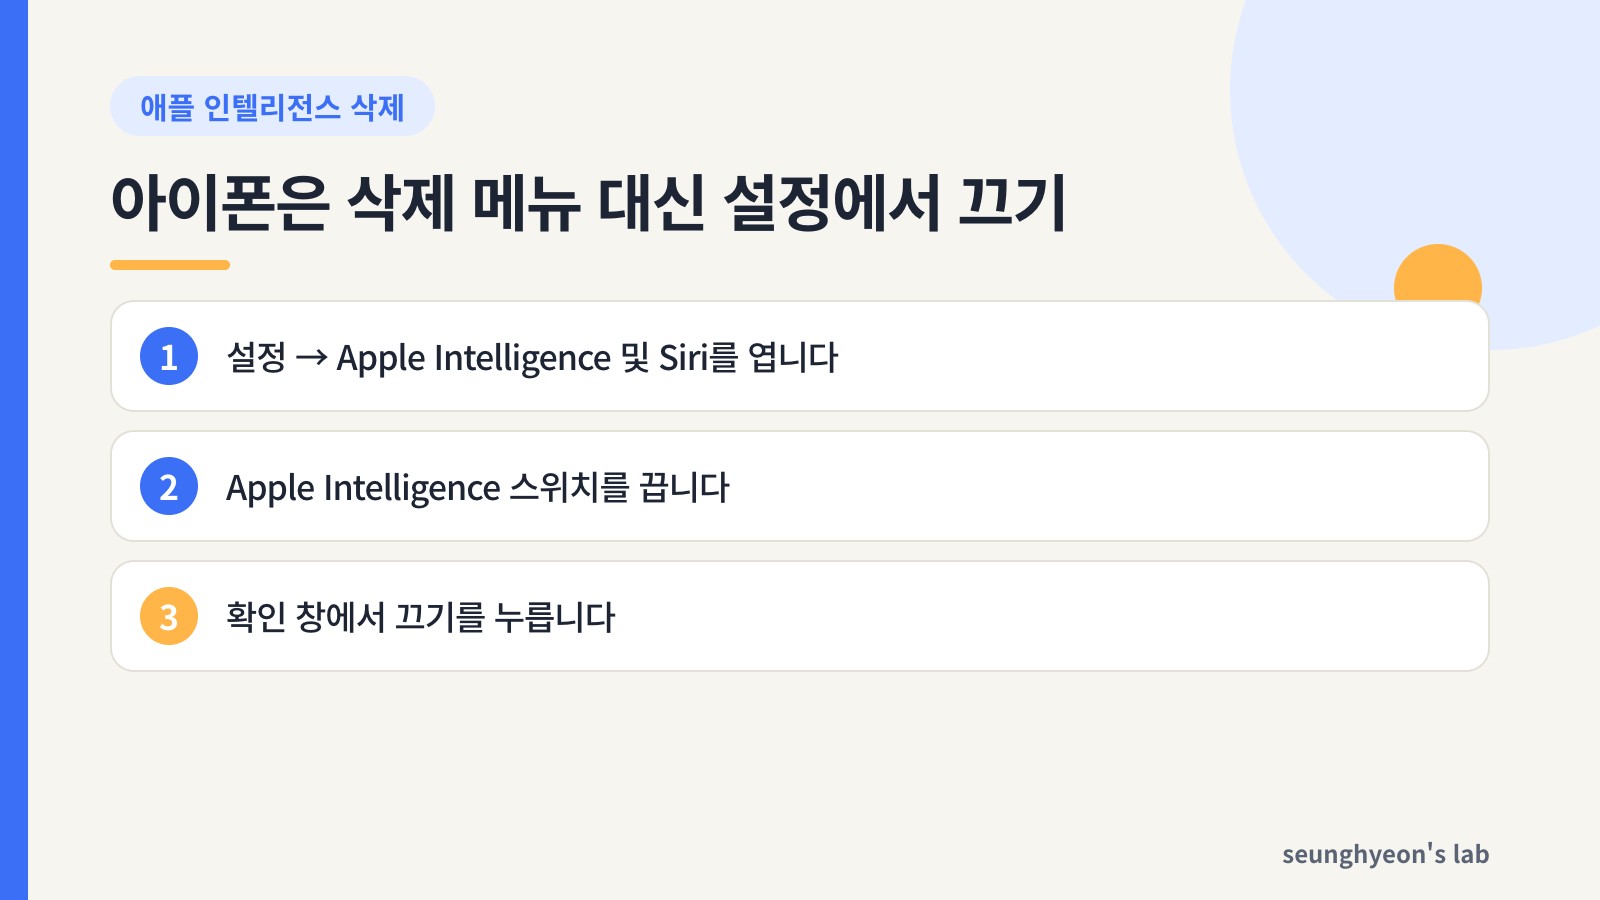 애플 인텔리전스 삭제
아이폰은 삭제 메뉴 대신 설정에서 끄기
1 설정 → Apple Intelligence 및 Siri를 엽니다
2 Apple Intelligence 스위치를 끕니다
3 확인 창에서 끄기를 누릅니다
seunghyeon's lab